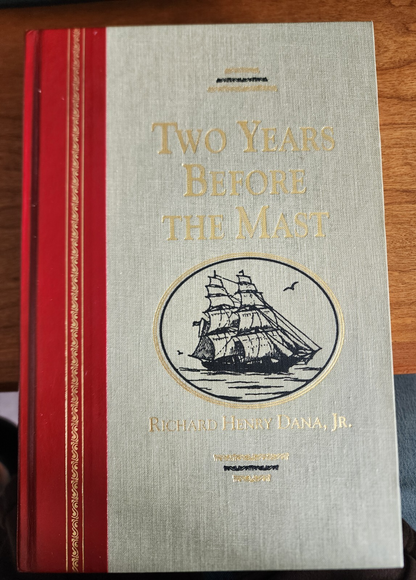 TWO YEARS
BEFORE
THE MAST
RICHARD HENRY DANA, JR.